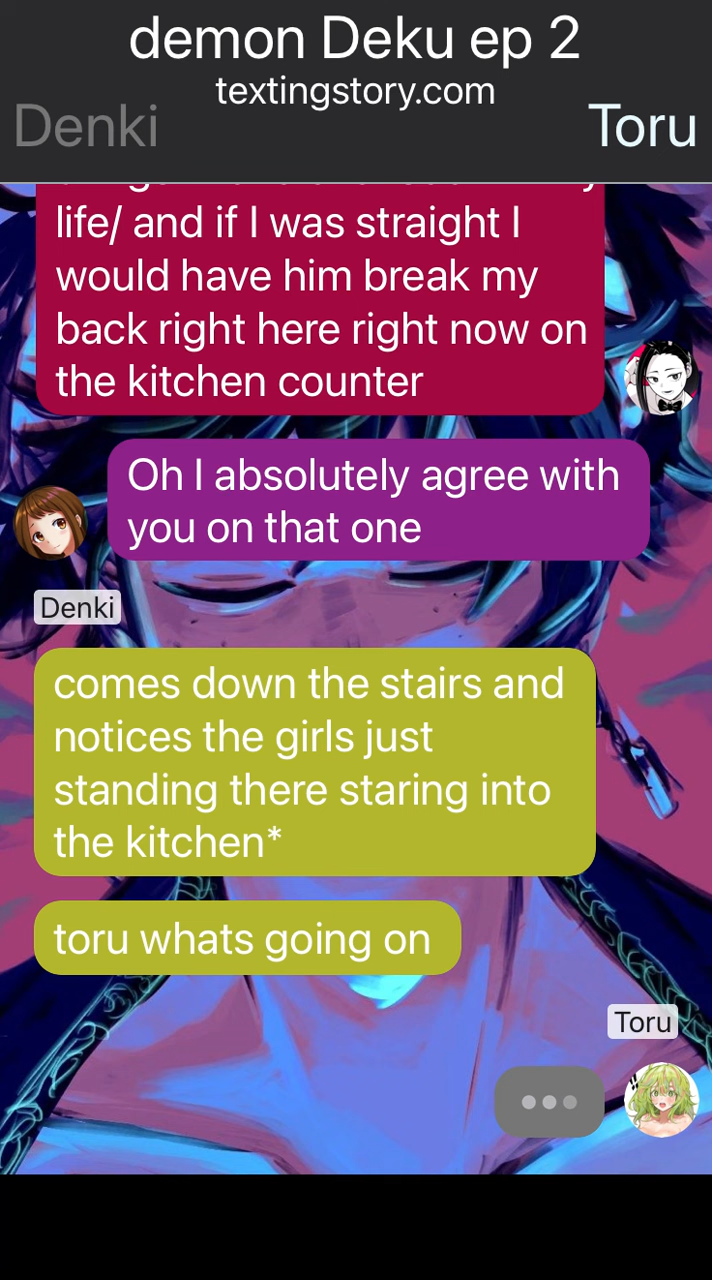 demon Deku ep 2
textingstory.com
Denki
Toru
life/ and if I was straight I
would have him break my
back right here right now on
the kitchen counter
Oh I absolutely agree with
you on that one
Denki
comes down the stairs and
notices the girls just
standing there staring into
the kitchen*
toru whats going on
Toru